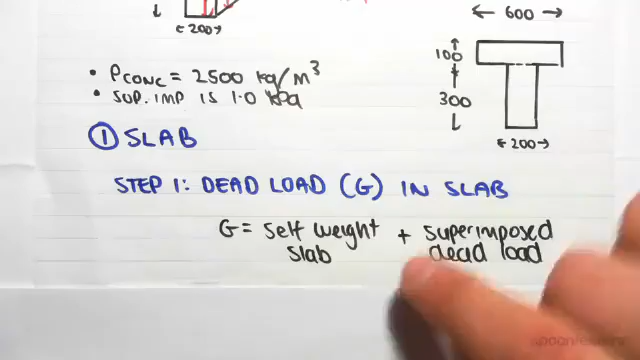 600
200
100
300
200
• ρCONC = 2500 kg/m³
• SUP. IMP IS 1.0 kPa
① SLAB
STEP 1: DEAD LOAD (G) IN SLAB
G = Self weight + superimposed
slab dead load